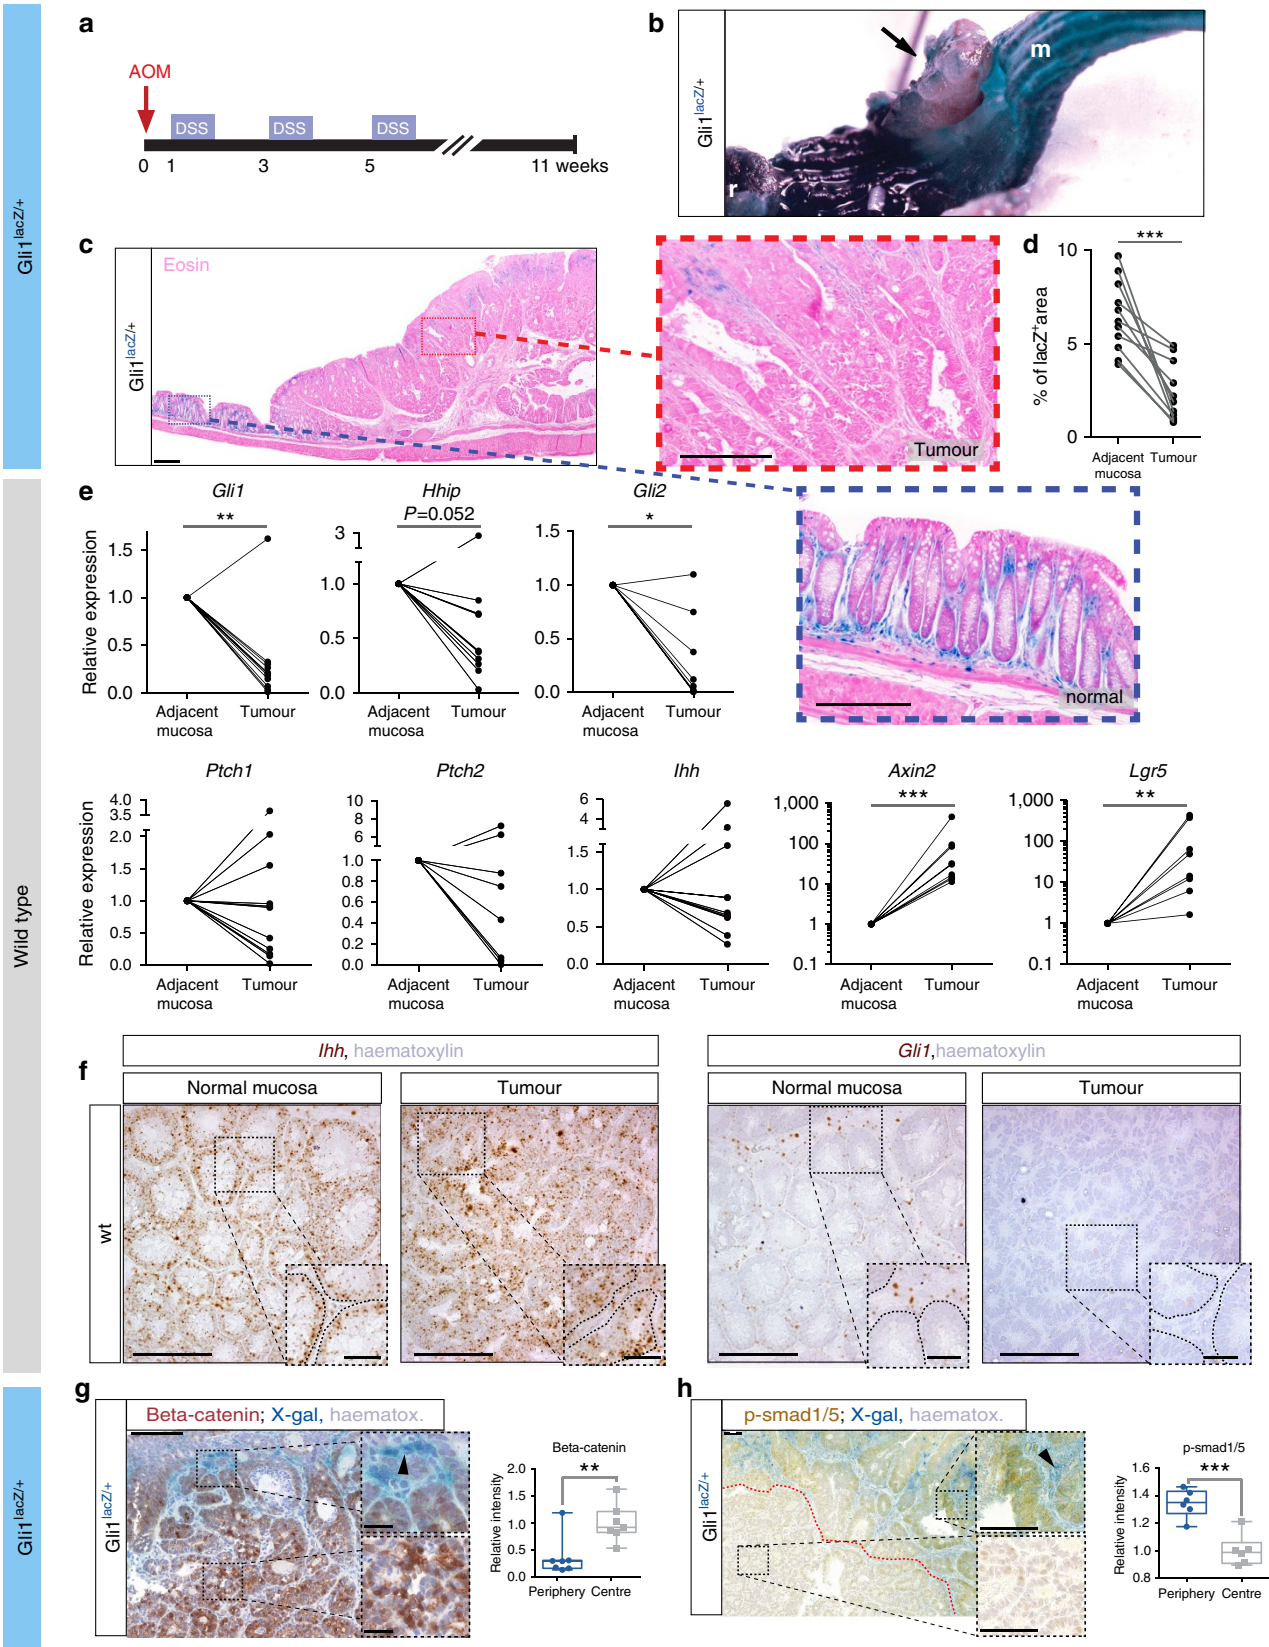 Gli1lacZ/+
Wild type
Gli1lacZ/+
a
AOM
DSS DSS DSS
0 1 3 5 11 weeks
b
Gli1lacZ/+
m
r
c
Gli1lacZ/+
Eosin
Tumour
normal
d
***
% of lacZ+area
10
5
0
Adjacent mucosa
Tumour
e
Gli1
**
Relative expression
1.5
1.0
0.5
0.0
Adjacent mucosa
Tumour
Hhip
P=0.052
3
1.0
0.5
0.0
Adjacent mucosa
Tumour
Gli2
*
1.5
1.0
0.5
0.0
Adjacent mucosa
Tumour
Ptch1
Relative expression
4.0
3.5
2.0
1.5
1.0
0.5
0.0
Adjacent mucosa
Tumour
Ptch2
10
8
6
1.0
0.8
0.6
0.4
0.2
0.0
Adjacent mucosa
Tumour
Ihh
6
4
1.5
1.0
0.5
0.0
Adjacent mucosa
Tumour
Axin2
***
1,000
100
10
1
0.1
Adjacent mucosa
Tumour
Lgr5
**
1,000
100
10
1
0.1
Adjacent mucosa
Tumour
f
Ihh, haematoxylin
Normal mucosa
Tumour
Gli1,haematoxylin
Normal mucosa
Tumour
wt
g
Gli1lacZ/+
Beta-catenin; X-gal, haematox.
Beta-catenin
**
Relative intensity
2.0
1.5
1.0
0.5
0.0
Periphery Centre
h
Gli1lacZ/+
p-smad1/5; X-gal, haematox.
p-smad1/5
***
Relative intensity
1.6
1.4
1.2
1.0
0.8
Periphery Centre